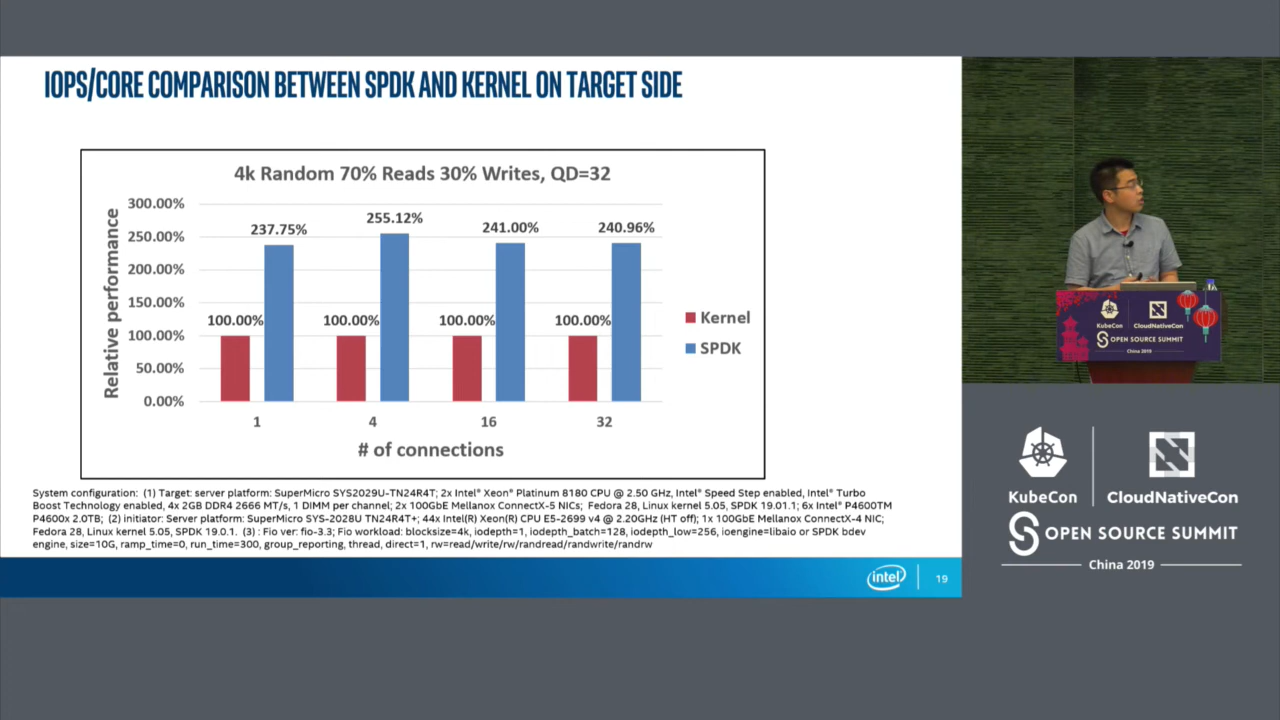 IOPS/CORE COMPARISON BETWEEN SPDK AND KERNEL ON TARGET SIDE
4k Random 70% Reads 30% Writes, QD=32
Relative performance
300.00%
250.00%
200.00%
150.00%
100.00%
50.00%
0.00%
100.00%
237.75%
100.00%
255.12%
100.00%
241.00%
100.00%
240.96%
1
4
16
32
# of connections
Kernel
SPDK
System configuration: (1) Target: server platform: SuperMicro SYS2029U-TN24R4T; 2x Intel® Xeon® Platinum 8180 CPU @ 2.50 GHz, Intel® Speed Step enabled, Intel® Turbo
Boost Technology enabled, 4x 2GB DDR4 2666 MT/s, 1 DIMM per channel; 2x 100GbE Mellanox ConnectX-5 NICs; Fedora 28, Linux kernel 5.05, SPDK 19.01.1; 6x Intel® P4600TM
P4600x 2.0TB; (2) initiator: Server platform: SuperMicro SYS-2028U TN24R4T+; 44x Intel(R) Xeon(R) CPU E5-2699 v4 @ 2.20GHz (HT off); 1x 100GbE Mellanox ConnectX-4 NIC;
Fedora 28, Linux kernel 5.05, SPDK 19.0.1. (3) : Fio ver: fio-3.3; Fio workload: blocksize=4k, iodepth=1, iodepth_batch=128, iodepth_low=256, ioengine=libaio or SPDK bdev
engine, size=10G, ramp_time=0, run_time=300, group_reporting, thread, direct=1, rw=read/write/rw/randread/randwrite/randrw
intel
19
KubeCon
CloudNativeCon
OPEN SOURCE SUMMIT
China 2019
KubeCon
CloudNativeCon
OPEN SOURCE SUMMIT
China 2019